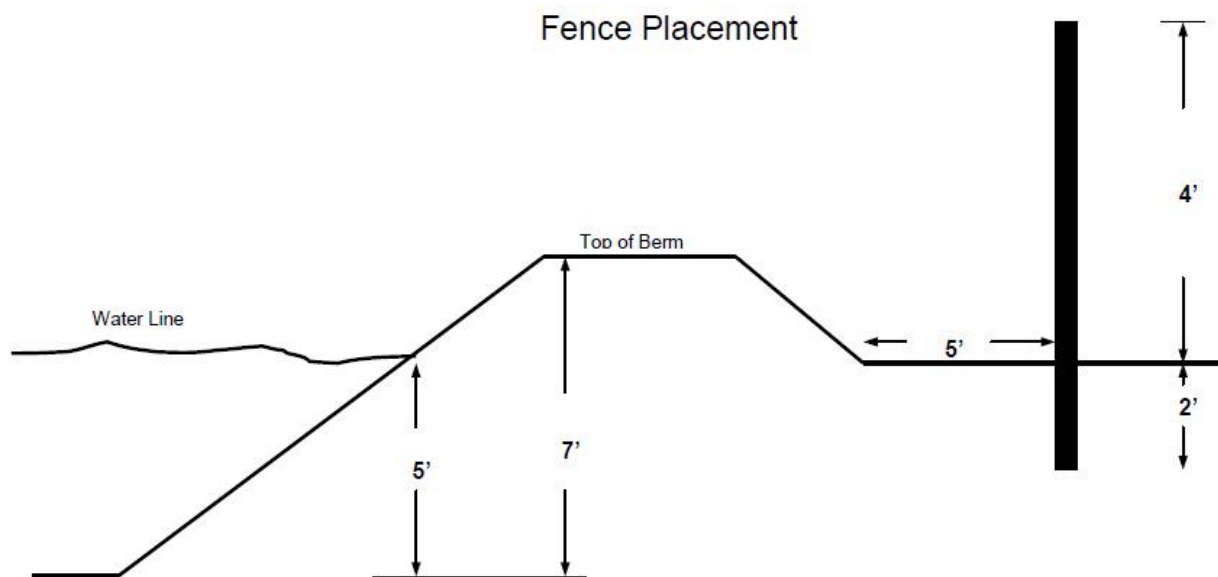 Fence Placement
4’
Top of Berm
Water Line
5’
2’
7’
5’